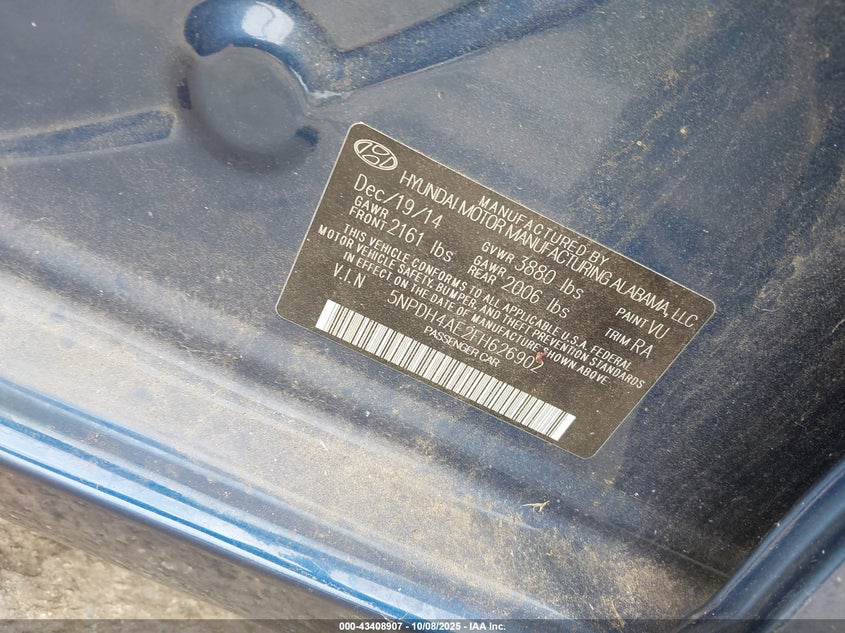 MANUFACTURED BY
HYUNDAI MOTOR MANUFACTURING ALABAMA, LLC
Dec/19/14 GVWR 3880 lbs PAINT VU
GAWR FRONT 2161 lbs GAWR REAR 2006 lbs TRIM RA
THIS VEHICLE CONFORMS TO ALL APPLICABLE U.S.A. FEDERAL
MOTOR VEHICLE SAFETY, BUMPER, AND THEFT PREVENTION STANDARDS
IN EFFECT ON THE DATE OF MANUFACTURE SHOWN ABOVE.
V.I.N 5NPDH4AE2FH626902
PASSENGER CAR
000-43408907 - 10/08/2025 - IAA Inc.